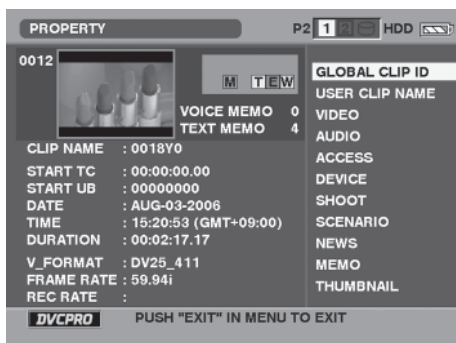 PROPERTY
P2 1 2 HDD
0012
M T E W
VOICE MEMO 0
TEXT MEMO 4
CLIP NAME : 0018Y0
START TC : 00:00:00.00
START UB : 00000000
DATE : AUG-03-2006
TIME : 15:20:53 (GMT+09:00)
DURATION : 00:02:17.17
V_FORMAT : DV25_411
FRAME RATE : 59.94i
REC RATE :
GLOBAL CLIP ID
USER CLIP NAME
VIDEO
AUDIO
ACCESS
DEVICE
SHOOT
SCENARIO
NEWS
MEMO
THUMBNAIL
DVCPRO PUSH "EXIT" IN MENU TO EXIT